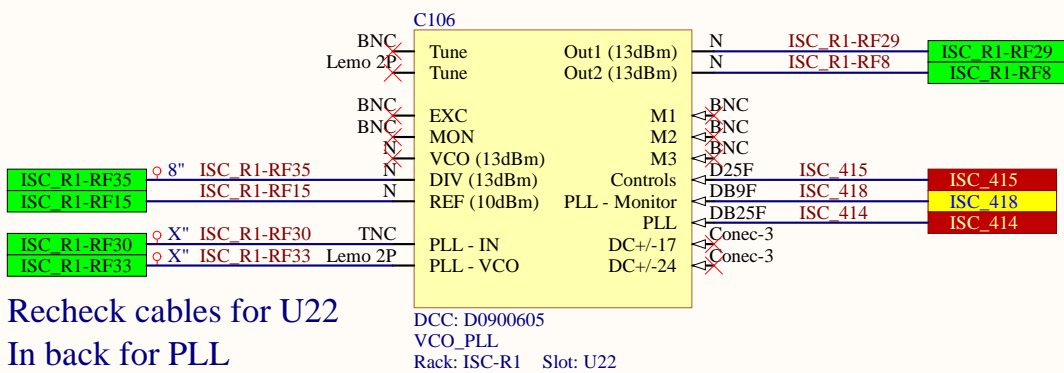 C106
BNC Tune Out1 (13dBm) N ISC_R1-RF29 ISC_R1-RF29
Lemo 2P Tune Out2 (13dBm) N ISC_R1-RF8 ISC_R1-RF8
BNC EXC M1 BNC
BNC MON M2 BNC
N VCO (13dBm) M3 BNC
ISC_R1-RF35 8" ISC_R1-RF35 N DIV (13dBm) Controls D25F ISC_415 ISC_415
ISC_R1-RF15 ISC_R1-RF15 N REF (10dBm) PLL - Monitor DB9F ISC_418 ISC_418
PLL DB25F ISC_414 ISC_414
ISC_R1-RF30 X" ISC_R1-RF30 TNC PLL - IN DC+/-17 Conec-3
ISC_R1-RF33 X" ISC_R1-RF33 Lemo 2P PLL - VCO DC+/-24 Conec-3
Recheck cables for U22
In back for PLL
DCC: D0900605
VCO_PLL
Rack: ISC-R1 Slot: U22